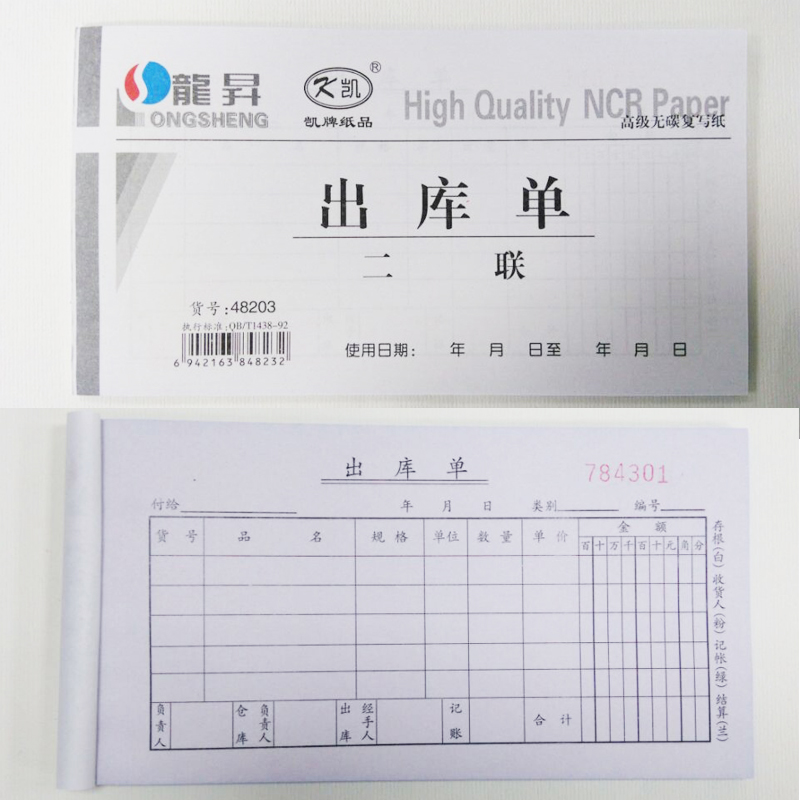 龍昇
ONGSHENG
K凯®
凯牌纸品
High Quality NCR Paper
高级无碳复写纸
出 库 单
二 联
货号:48203
执行标准:QB/T1438-92
6 942163 848232
使用日期: 年 月 日至 年 月 日
出 库 单
784301
付给 年 月 日 类别 编号
货 号 品 名 规 格 单位 数 量 单 价 金 额
百 十 万 千 百 十 元 角 分
负责人 仓库 负责人 出库 经手人 记账 合 计
存根(白) 收货人(粉) 记帐(绿) 结算(兰)